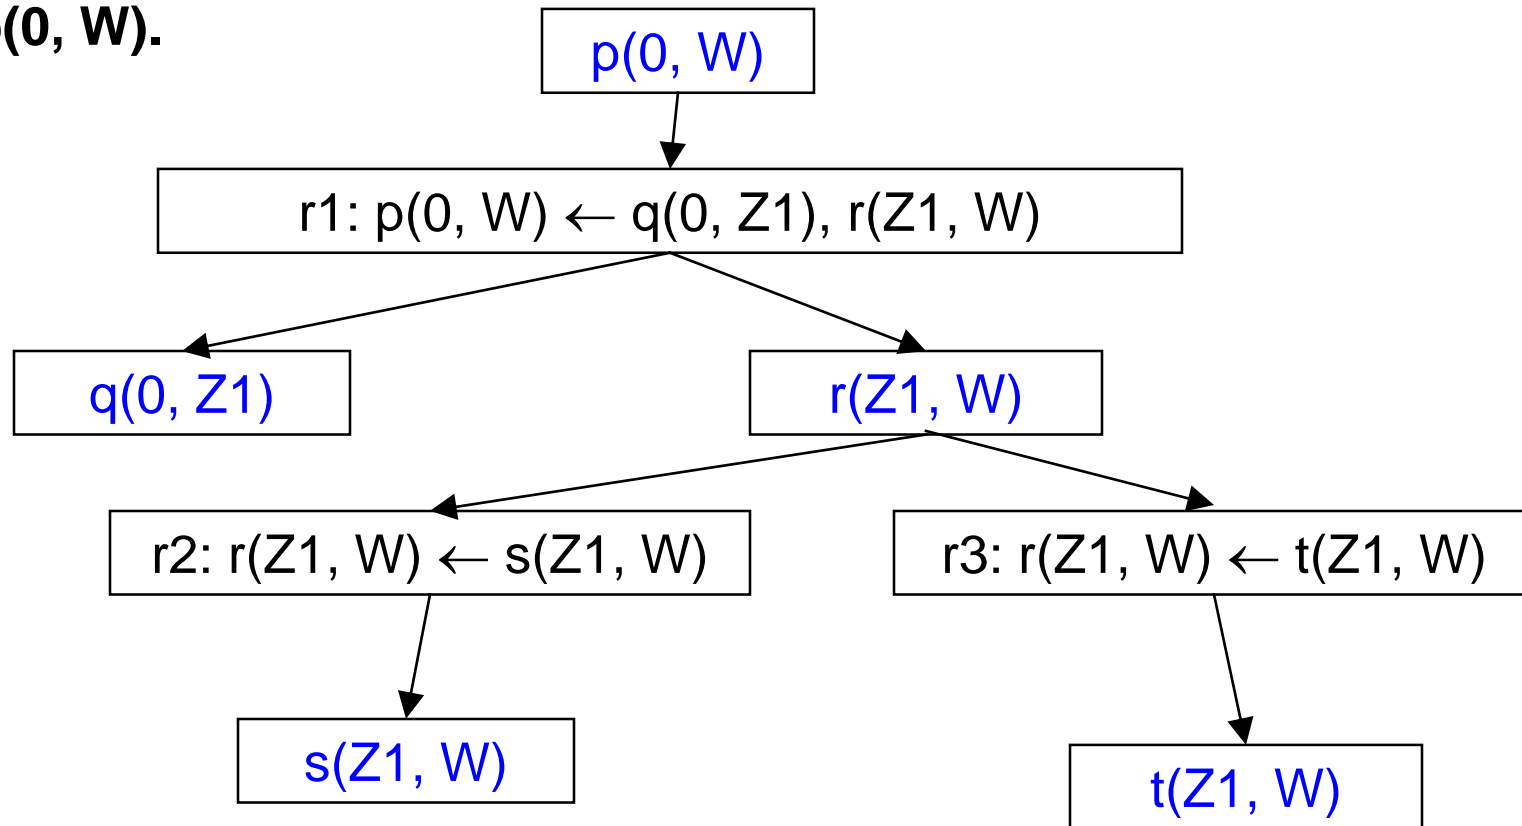 (0, W).
p(0, W)
r1: p(0, W) ← q(0, Z1), r(Z1, W)
q(0, Z1)
r(Z1, W)
r2: r(Z1, W) ← s(Z1, W)
r3: r(Z1, W) ← t(Z1, W)
s(Z1, W)
t(Z1, W)